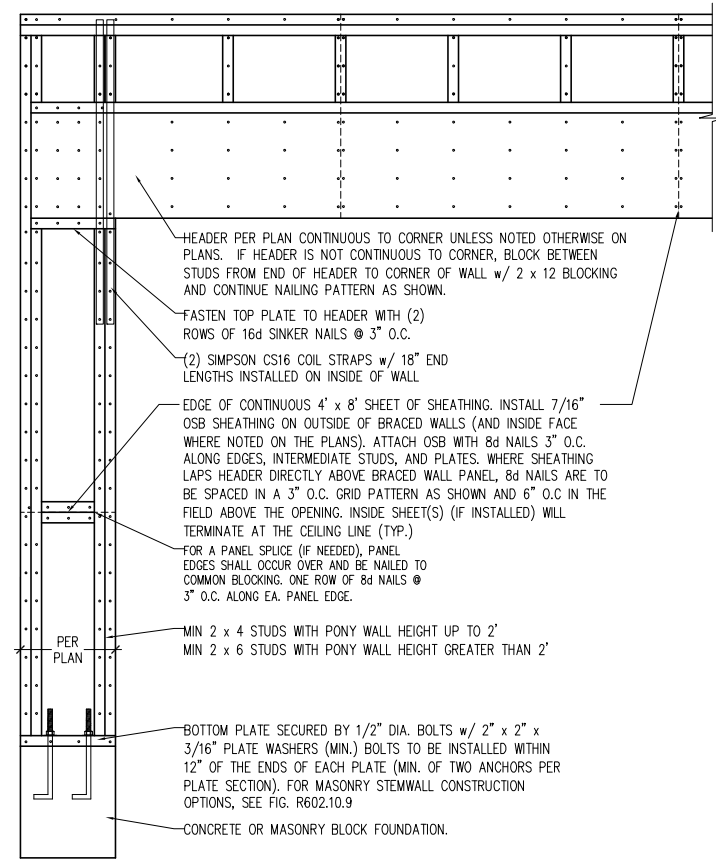 HEADER PER PLAN CONTINUOUS TO CORNER UNLESS NOTED OTHERWISE ON
PLANS. IF HEADER IS NOT CONTINUOUS TO CORNER, BLOCK BETWEEN
STUDS FROM END OF HEADER TO CORNER OF WALL w/ 2 x 12 BLOCKING
AND CONTINUE NAILING PATTERN AS SHOWN.
FASTEN TOP PLATE TO HEADER WITH (2)
ROWS OF 16d SINKER NAILS @ 3" O.C.
(2) SIMPSON CS16 COIL STRAPS w/ 18" END
LENGTHS INSTALLED ON INSIDE OF WALL
EDGE OF CONTINUOUS 4' x 8' SHEET OF SHEATHING. INSTALL 7/16"
OSB SHEATHING ON OUTSIDE OF BRACED WALLS (AND INSIDE FACE
WHERE NOTED ON THE PLANS). ATTACH OSB WITH 8d NAILS 3" O.C.
ALONG EDGES, INTERMEDIATE STUDS, AND PLATES. WHERE SHEATHING
LAPS HEADER DIRECTLY ABOVE BRACED WALL PANEL, 8d NAILS ARE TO
BE SPACED IN A 3" O.C. GRID PATTERN AS SHOWN AND 6" O.C IN THE
FIELD ABOVE THE OPENING. INSIDE SHEET(S) (IF INSTALLED) WILL
TERMINATE AT THE CEILING LINE (TYP.)
FOR A PANEL SPLICE (IF NEEDED), PANEL
EDGES SHALL OCCUR OVER AND BE NAILED TO
COMMON BLOCKING. ONE ROW OF 8d NAILS @
3" O.C. ALONG EA. PANEL EDGE.
MIN 2 x 4 STUDS WITH PONY WALL HEIGHT UP TO 2'
MIN 2 x 6 STUDS WITH PONY WALL HEIGHT GREATER THAN 2'
PER
PLAN
BOTTOM PLATE SECURED BY 1/2" DIA. BOLTS w/ 2" x 2" x
3/16" PLATE WASHERS (MIN.) BOLTS TO BE INSTALLED WITHIN
12" OF THE ENDS OF EACH PLATE (MIN. OF TWO ANCHORS PER
PLATE SECTION). FOR MASONRY STEMWALL CONSTRUCTION
OPTIONS, SEE FIG. R602.10.9
CONCRETE OR MASONRY BLOCK FOUNDATION.